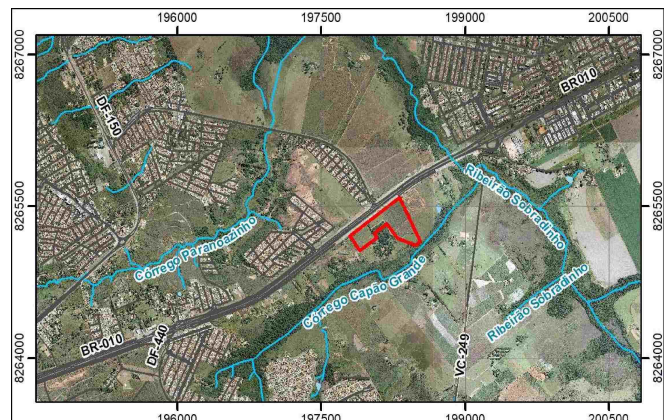 196000 197500 199000 200500
8267000 8267000
BR010
DF-150
8265500 8265500
Ribeirão Sobradinho
Córrego Paranoazinho
Córrego Capão Grande
Ribeirão Sobradinho
BR-010
DF-440
VC-249
8264000 8264000
196000 197500 199000 200500